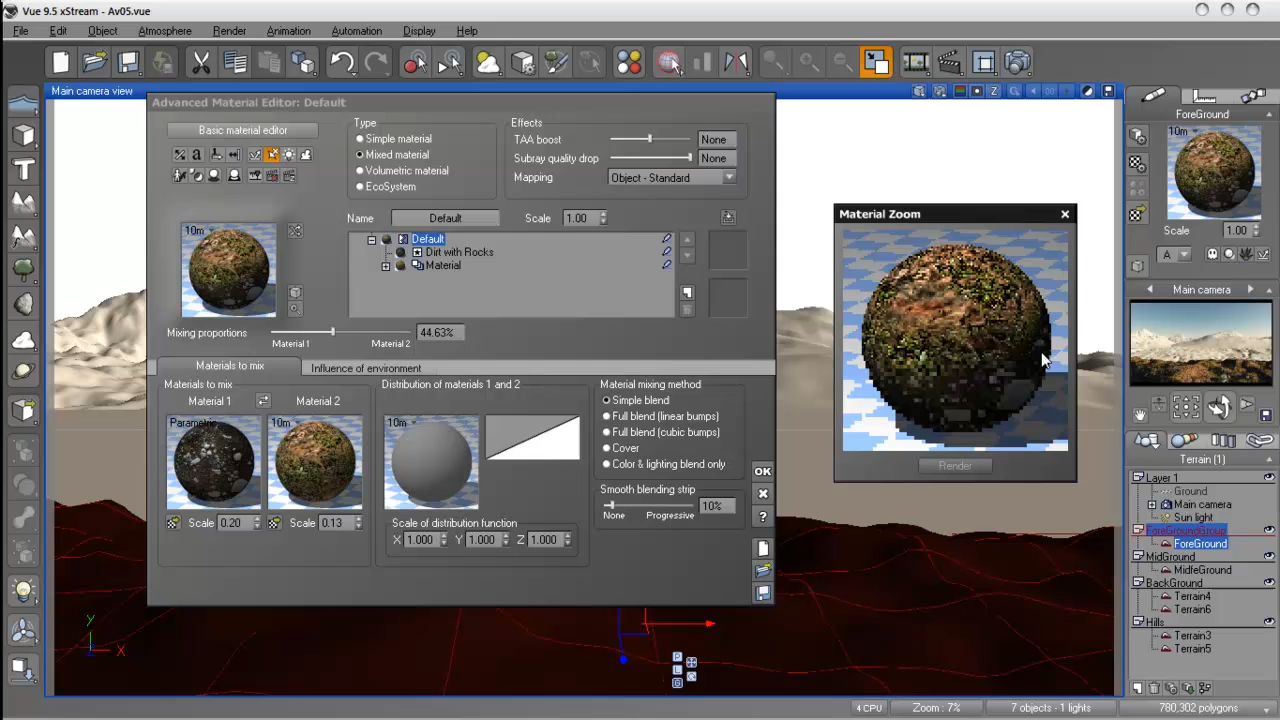 Vue 9.5 xStream - Av05.vue
File Edit Object Atmosphere Render Animation Automation Display Help
Main camera view
Z
Advanced Material Editor: Default
Basic material editor
Type
Simple material
Mixed material
Volumetric material
EcoSystem
Effects
TAA boost None
Subray quality drop None
Mapping Object - Standard
Name Default Scale 1.00
10m
Default
Dirt with Rocks
Material
Mixing proportions 44.63%
Material 1 Material 2
Materials to mix Influence of environment
Materials to mix
Material 1 Material 2
Parametric 10m
Scale 0.20 Scale 0.13
Distribution of materials 1 and 2
10m
Scale of distribution function
X 1.000 Y 1.000 Z 1.000
Material mixing method
Simple blend
Full blend (linear bumps)
Full blend (cubic bumps)
Cover
Color & lighting blend only
Smooth blending strip
10%
None Progressive
OK
?
Material Zoom
Render
ForeGround
10m
Scale 1.00
A
Main camera
Terrain (1)
Layer 1
Ground
Main camera
Sun light
ForeGroundGroup
ForeGround
MidGround
MidfeGround
BackGround
Terrain4
Terrain6
Hills
Terrain3
Terrain5
Y
X
4 CPU Zoom : 7% 7 objects - 1 lights 780,302 polygons